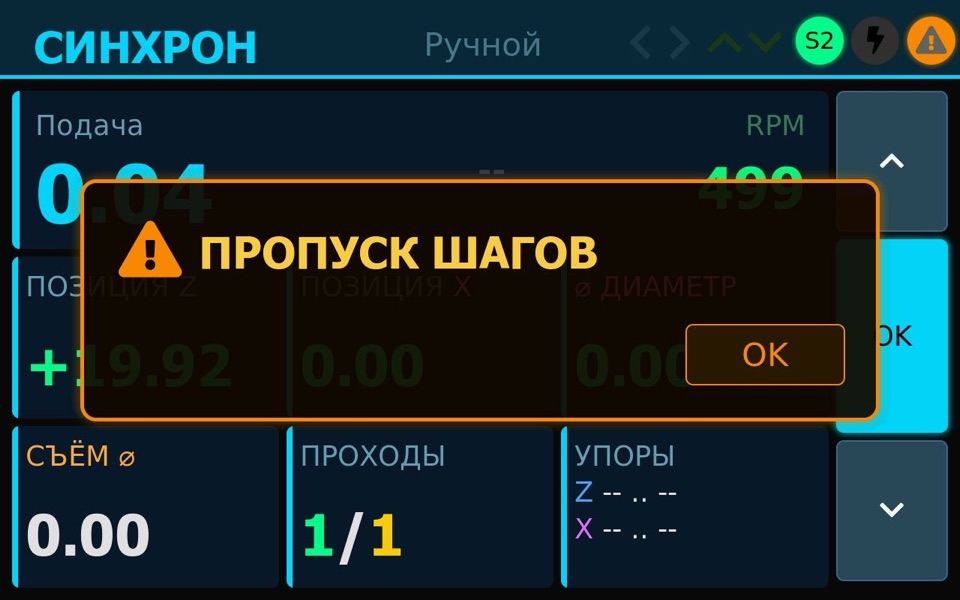 СИНХРОН Ручной S2
Подача RPM
0.04 -- 499
ПРОПУСК ШАГОВ
ПОЗИЦИЯ Z ПОЗИЦИЯ X ⌀ ДИАМЕТР
OK
+19.92 0.00 0.00 OK
СЪЁМ ⌀ ПРОХОДЫ УПОРЫ
Z -- .. --
X -- .. --
0.00 1/1